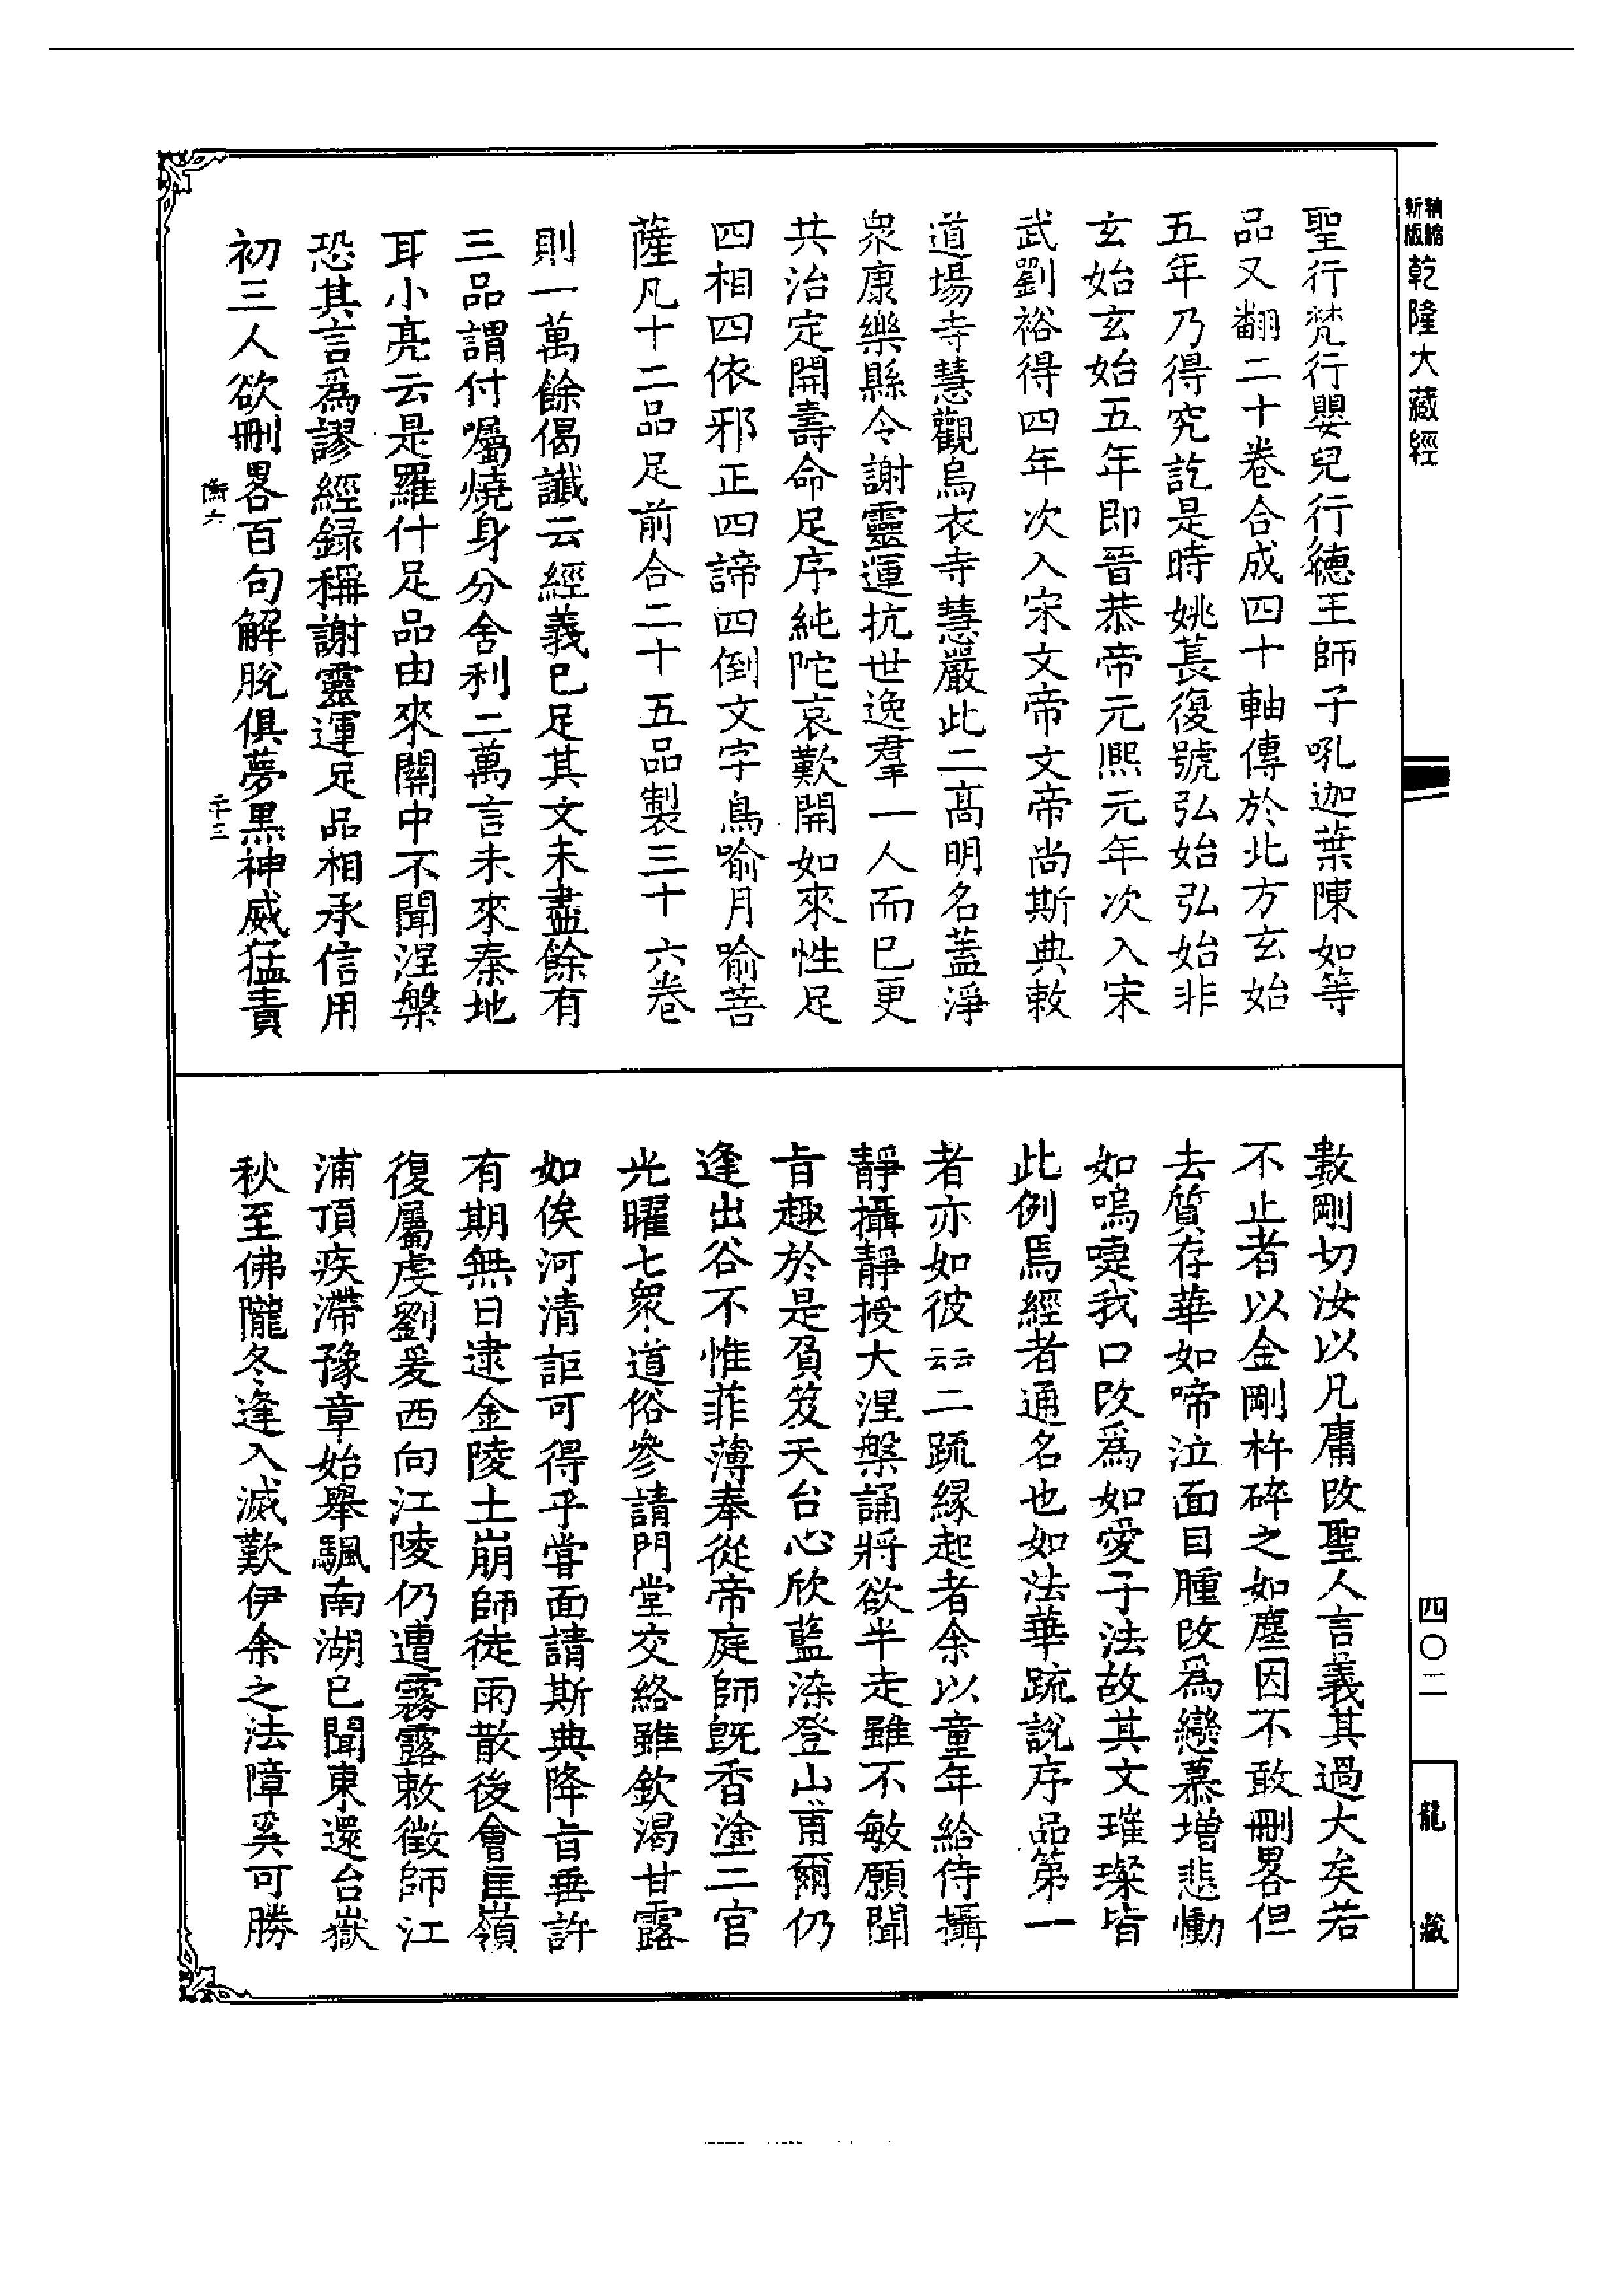 新版精縮乾隆大藏經
聖行梵行嬰兒行德王師子吼迦葉陳如等
品又翻二十卷合成四十軸傳於北方玄始
五年乃得究訖是時姚萇復號弘始弘始非
玄始玄始五年即晉恭帝元熙元年次入宋
武劉裕得四年次入宋文帝文帝尚斯典敕
道場寺慧觀烏衣寺慧嚴此二高明名蓋淨
眾康樂縣令謝靈運抗世逸羣一人而已更
共治定開壽命足序純陀哀歎開如來性足
四相四依邪正四諦四倒文字鳥喻月喻菩
薩凡十二品足前合二十五品製三十六卷
則一萬餘偈讖云經義已足其文未盡餘有
三品謂付囑燒身分舍利二萬言未來秦地
耳小亮云是羅什足品由來關中不聞涅槃
恐其言爲謬經録稱謝靈運足品相承信用
初三人欲刪畧百句解脫俱夢黑神威猛責
數剛切汝以凡庸改聖人言義其過大矣若
不止者以金剛杵碎之如塵因不敢刪畧但
去質存華如啼泣面目腫改爲戀慕增悲慟
如嗚嘍我口改爲如愛子法故其文璀璨皆
此例焉經者通名也如法華疏說序品第一
者亦如彼云云二疏緣起者余以童年給侍攝
靜攝靜授大涅槃誦將欲半走雖不敏願聞
旨趣於是負笈天台心欣藍染登山甫爾仍
逢出谷不惟菲薄奉從帝庭師既香塗二宮
光曜七眾道俗參請門堂交絡雖欽渴甘露
如俟河清詎可得乎嘗面請斯典降旨垂許
有期無日逮金陵土崩師徒雨散後會匡嶺
復屬虔劉爰西向江陵仍遭霧露敕徵師江
浦頂疾滯豫章始舉颿南湖已聞東還台嶽
秋至佛隴冬逢入滅歎伊余之法障奚可勝
衡六
二十三
四〇二
龍藏